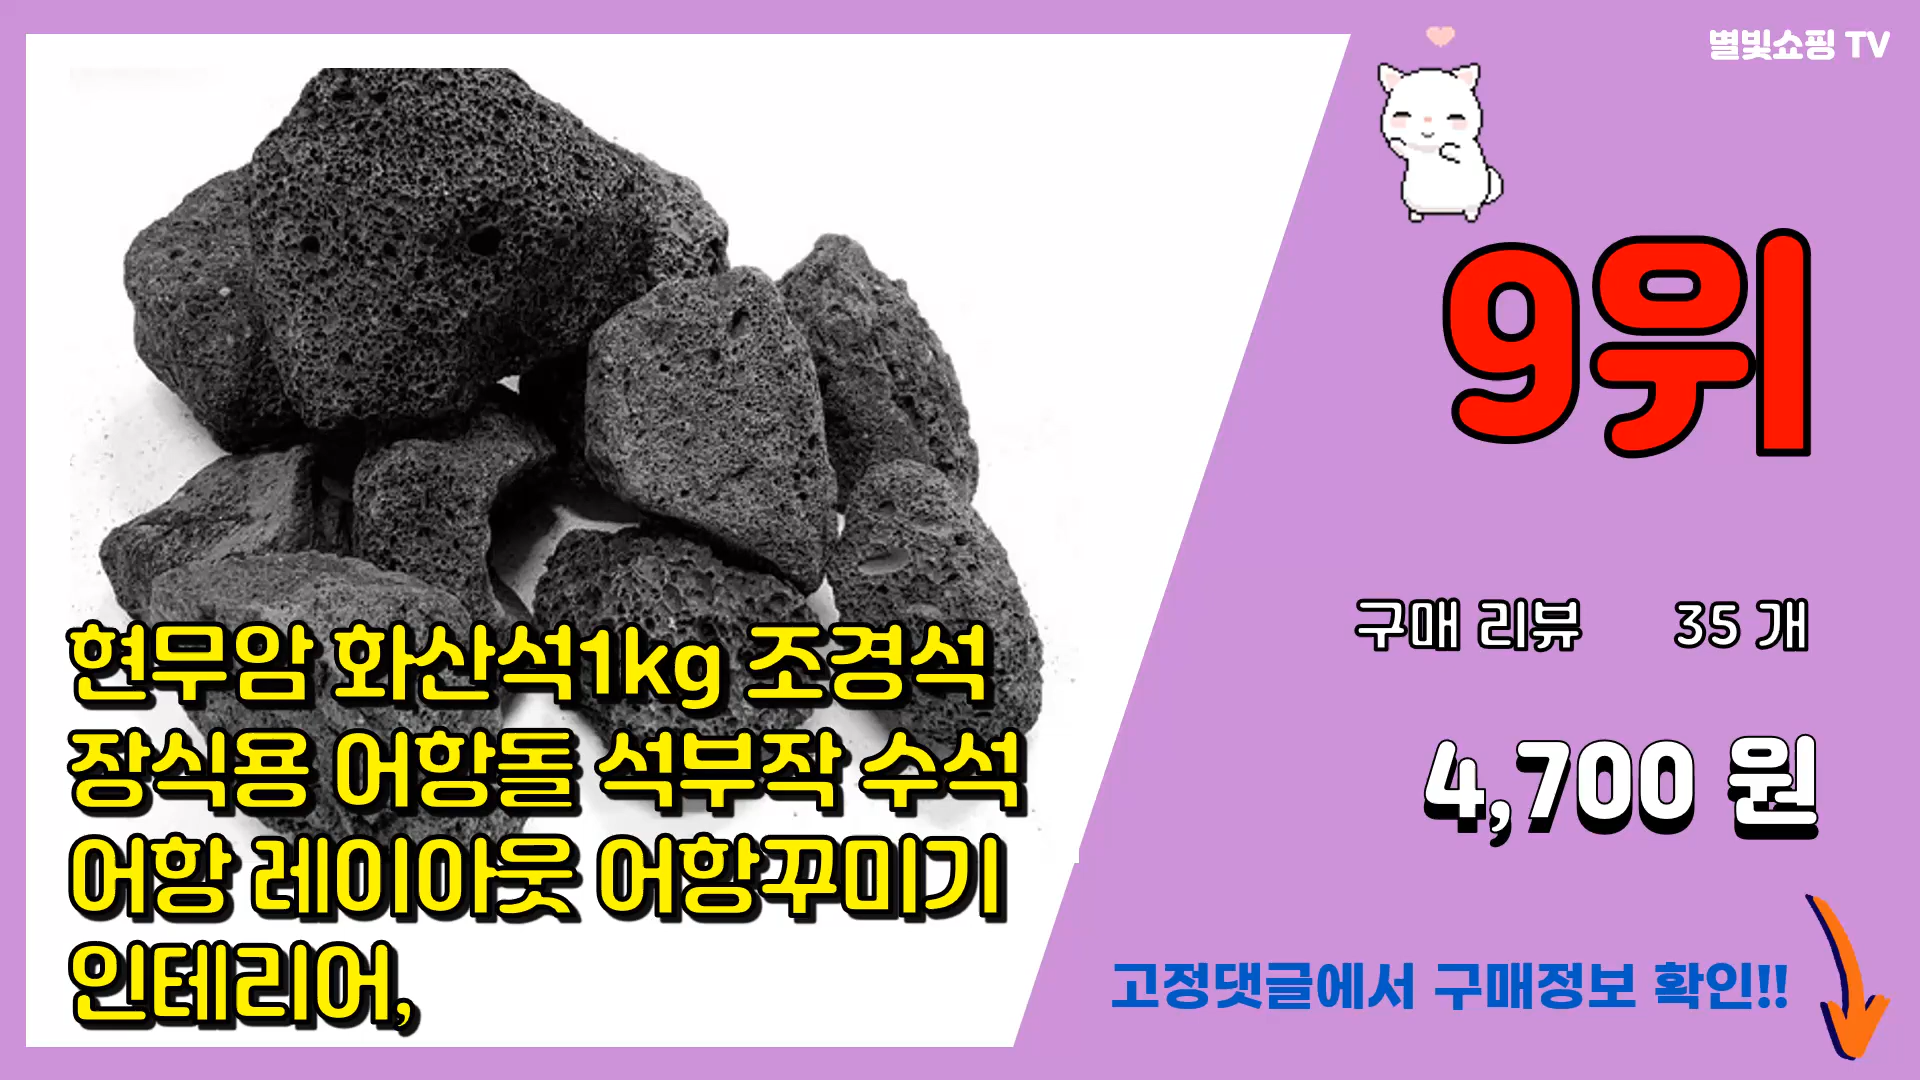 별빛쇼핑 TV
9위
구매 리뷰 35 개
4,700 원
현무암 화산석1kg 조경석
장식용 어항돌 석부작 수석
어항 레이아웃 어항꾸미기
인테리어,
고정댓글에서 구매정보 확인!!